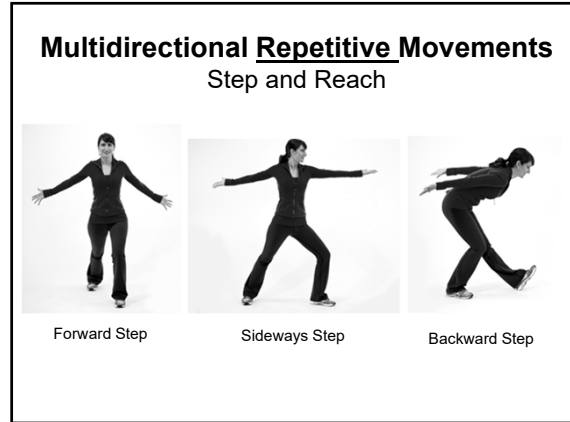 Multidirectional Repetitive Movements
Step and Reach
Forward Step
Sideways Step
Backward Step